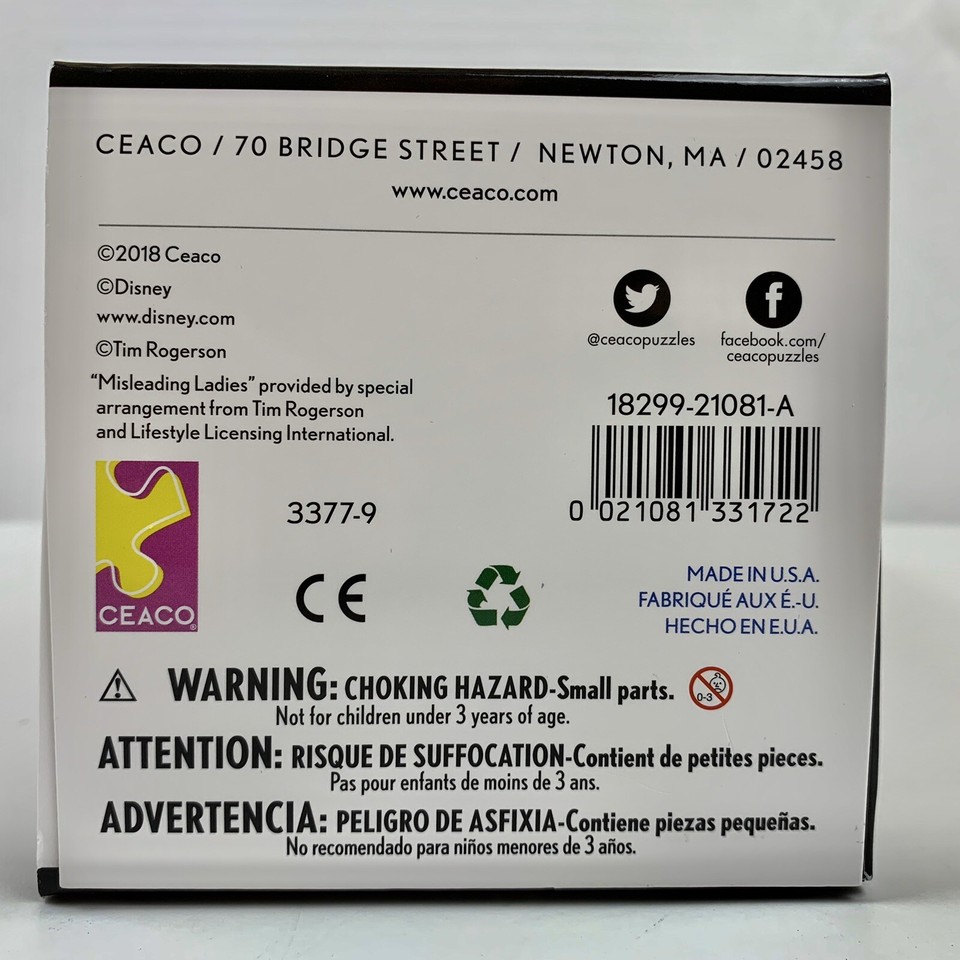 CEACO / 70 BRIDGE STREET / NEWTON, MA / 02458
www.ceaco.com
©2018 Ceaco
©Disney
www.disney.com
©Tim Rogerson
“Misleading Ladies” provided by special
arrangement from Tim Rogerson
and Lifestyle Licensing International.
@ceacopuzzles
facebook.com/
ceacopuzzles
18299-21081-A
0 021081 331722
CEACO®
3377-9
CE
MADE IN U.S.A.
FABRIQUÉ AUX É.-U.
HECHO EN E.U.A.
WARNING: CHOKING HAZARD-Small parts.
0-3
Not for children under 3 years of age.
ATTENTION: RISQUE DE SUFFOCATION-Contient de petites pieces.
Pas pour enfants de moins de 3 ans.
ADVERTENCIA: PELIGRO DE ASFIXIA-Contiene piezas pequeñas.
No recomendado para niños menores de 3 años.